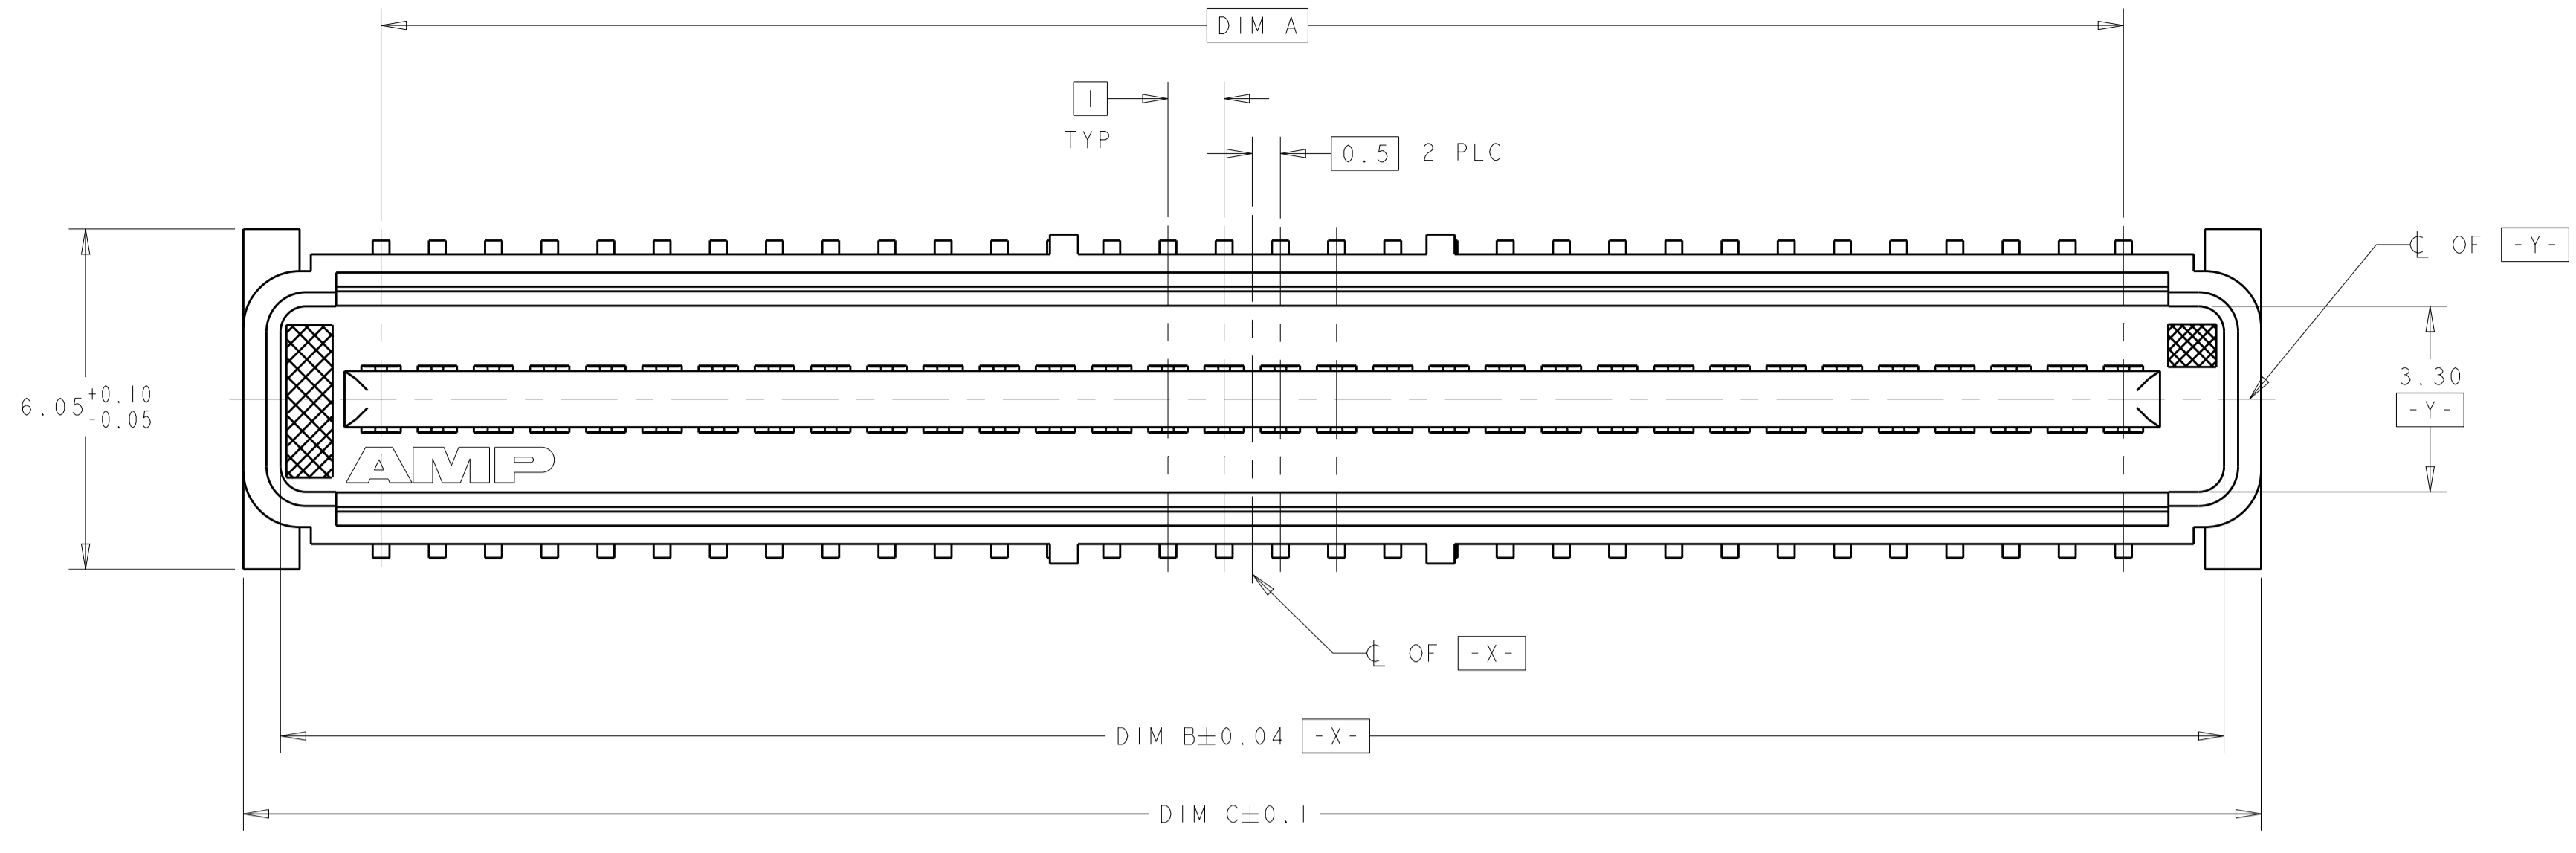 DIM A
1
TYP
0.5 2 PLC
℄ OF -Y-
6.05 +0.10
-0.05
3.30
-Y-
AMP
℄ OF -X-
DIM B±0.04 -X-
DIM C±0.1